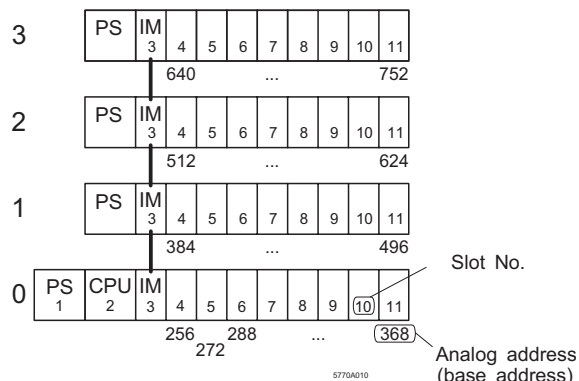 3 PS IM 3 4 5 6 7 8 9 10 11
640 ... 752
2 PS IM 3 4 5 6 7 8 9 10 11
512 ... 624
1 PS IM 3 4 5 6 7 8 9 10 11
384 ... 496
Slot No.
0 PS 1 CPU 2 IM 3 4 5 6 7 8 9 10 11
256 272 288 ... 368
Analog address
(base address)
5770A010